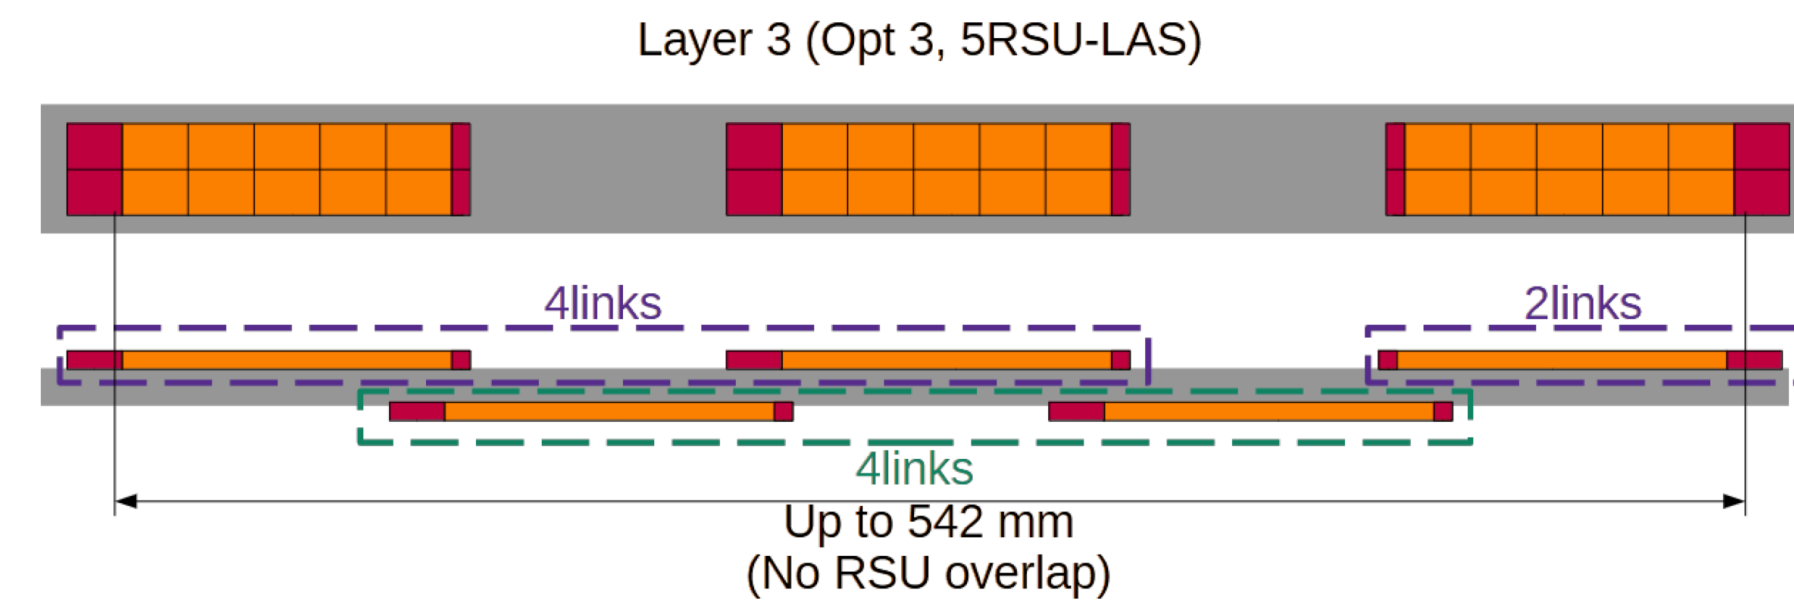 Layer 3 (Opt 3, 5RSU-LAS)
4links
2links
4links
Up to 542 mm
(No RSU overlap)